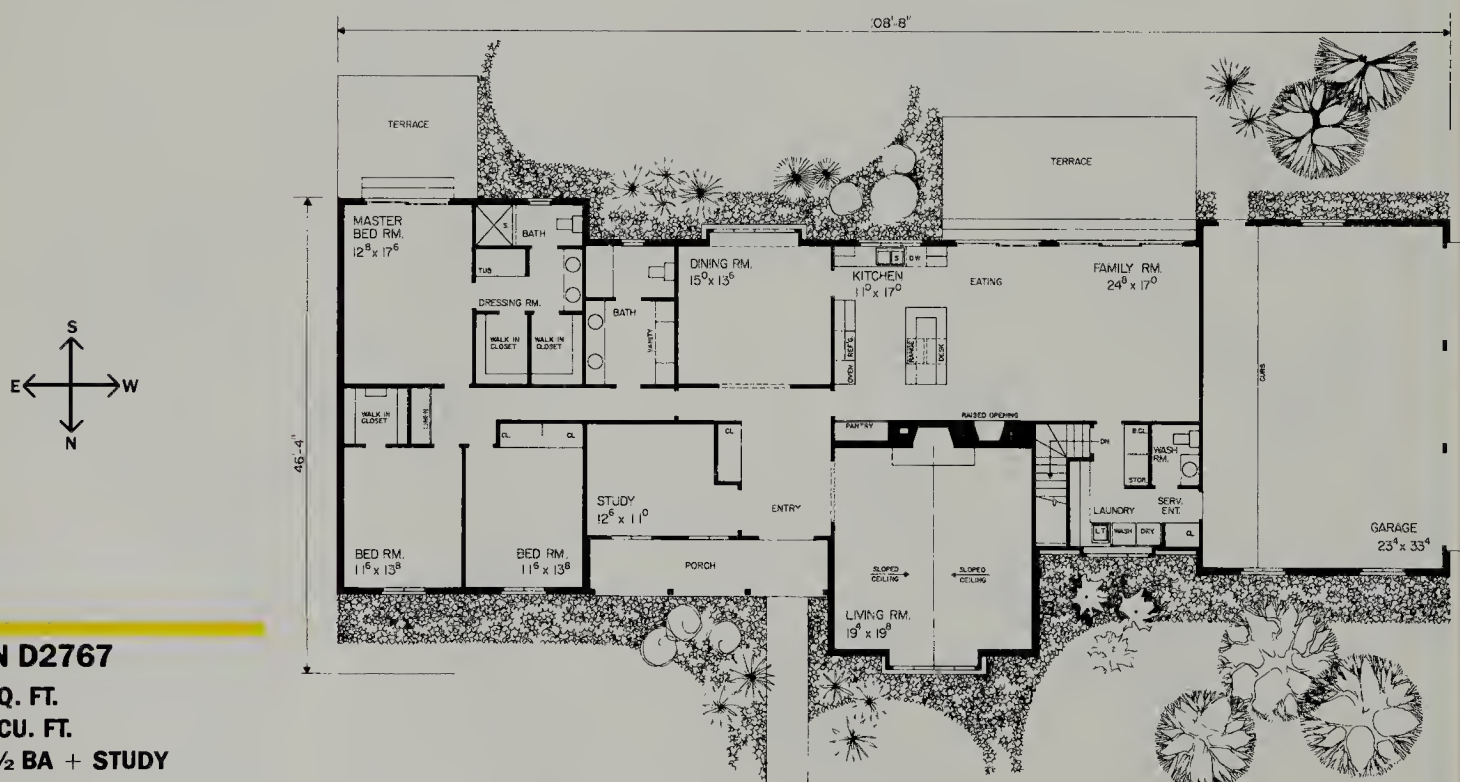 08'-8"
TERRACE
TERRACE
MASTER
BED RM.
12⁸ x 17⁶
S
BATH
TUB
DRESSING RM.
WALK IN
CLOSET
WALK IN
CLOSET
BATH
VANITY
DINING RM.
15⁰ x 13⁶
S
DW
KITCHEN
11⁰ x 17⁰
REF'G.
OVEN
RANGE
DESK
EATING
FAMILY RM.
24⁸ x 17⁰
CURB
S
E
W
N
46'-4"
WALK IN
CLOSET
LINEN
CL.
CL.
CL.
PANTRY
RAISED OPENING
DN.
B.CL.
STOR.
WASH
RM.
STUDY
12⁶ x 11⁰
ENTRY
LAUNDRY
SERV.
ENT.
L.T.
WASH
DRY.
CL.
GARAGE
23⁴ x 33⁴
BED RM.
11⁶ x 13⁸
BED RM.
11⁶ x 13⁸
PORCH
SLOPED
CEILING
SLOPED
CEILING
LIVING RM.
19⁴ x 19⁸
N D2767
Q. FT.
CU. FT.
½ BA + STUDY